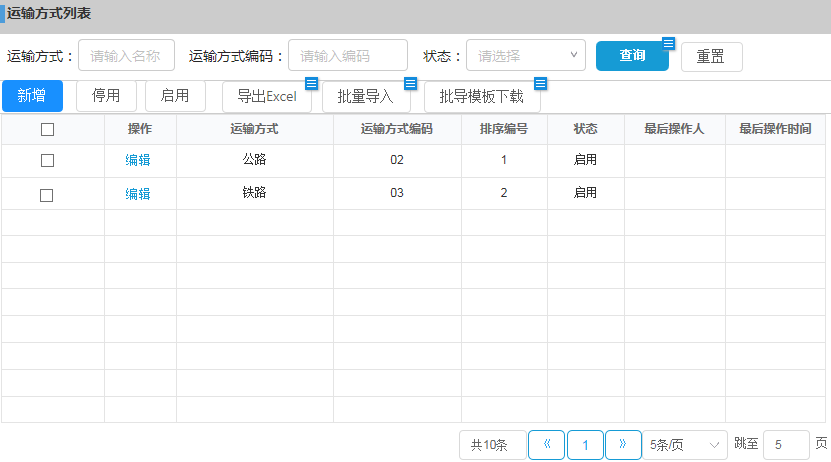 运输方式列表
运输方式： 请输入名称 运输方式编码： 请输入编码 状态： 请选择 查询 重置
新增 停用 启用 导出Excel 批量导入 批导模板下载
操作 运输方式 运输方式编码 排序编号 状态 最后操作人 最后操作时间
编辑 公路 02 1 启用
编辑 铁路 03 2 启用
共10条 《 1 》 5条/页 跳至 5 页